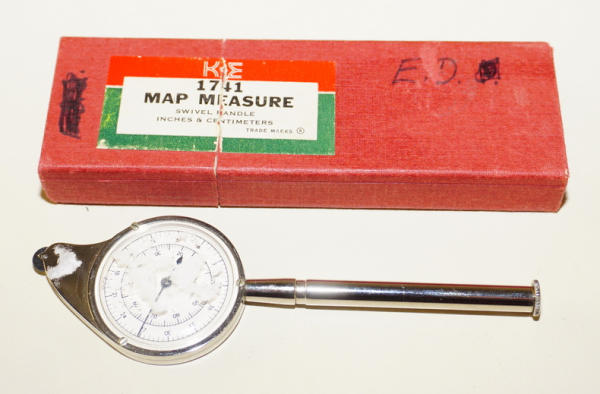 K+E
1741
MAP MEASURE
SWIVEL HANDLE
INCHES & CENTIMETERS
TRADE MARKS ®
E.D.